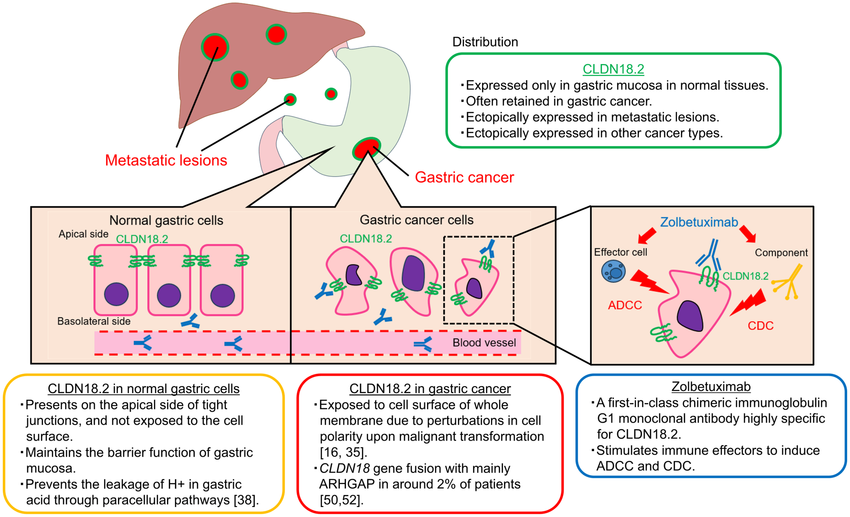 Distribution
CLDN18.2
・Expressed only in gastric mucosa in normal tissues.
・Often retained in gastric cancer.
・Ectopically expressed in metastatic lesions.
・Ectopically expressed in other cancer types.
Metastatic lesions
Gastric cancer
Normal gastric cells
Apical side
CLDN18.2
Basolateral side
Gastric cancer cells
CLDN18.2
Blood vessel
Zolbetuximab
Effector cell
Component
CLDN18.2
ADCC
CDC
CLDN18.2 in normal gastric cells
・Presents on the apical side of tight
junctions, and not exposed to the cell
surface.
・Maintains the barrier function of gastric
mucosa.
・Prevents the leakage of H+ in gastric
acid through paracellular pathways [38].
CLDN18.2 in gastric cancer
・Exposed to cell surface of whole
membrane due to perturbations in cell
polarity upon malignant transformation
[16, 35].
・CLDN18 gene fusion with mainly
ARHGAP in around 2% of patients
[50,52].
Zolbetuximab
・A first-in-class chimeric immunoglobulin
G1 monoclonal antibody highly specific
for CLDN18.2.
・Stimulates immune effectors to induce
ADCC and CDC.